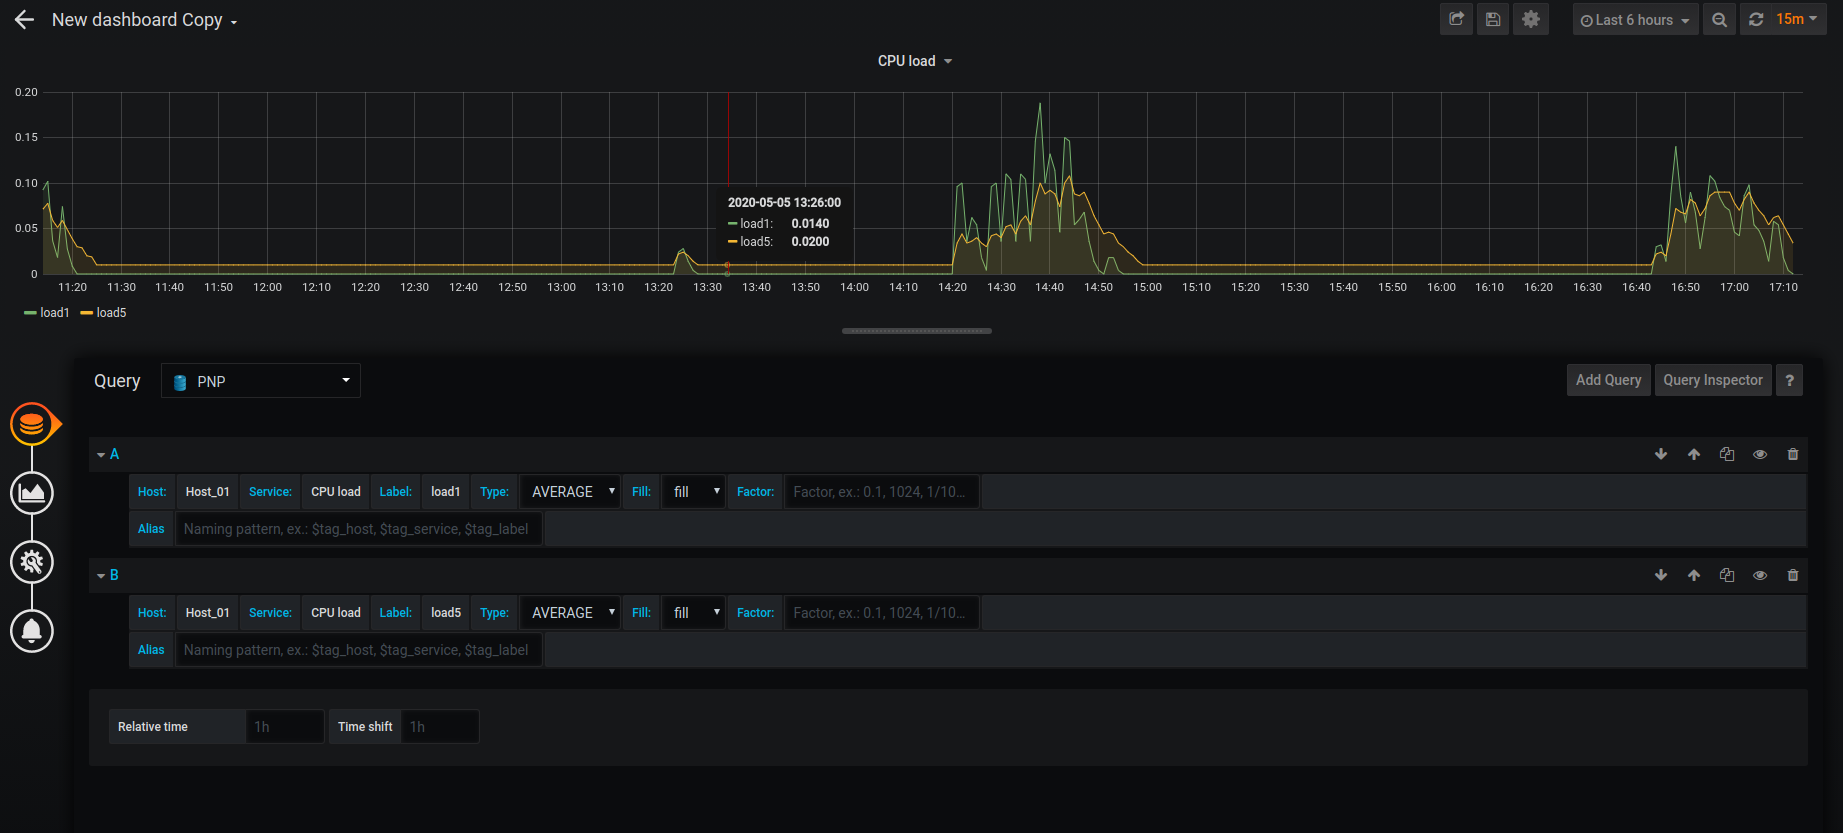 New dashboard Copy
Last 6 hours
15m
CPU load
0.20
0.15
0.10
0.05
0
2020-05-05 13:26:00
load1: 0.0140
load5: 0.0200
11:20 11:30 11:40 11:50 12:00 12:10 12:20 12:30 12:40 12:50 13:00 13:10 13:20 13:30 13:40 13:50 14:00 14:10 14:20 14:30 14:40 14:50 15:00 15:10 15:20 15:30 15:40 15:50 16:00 16:10 16:20 16:30 16:40 16:50 17:00 17:10
load1 load5
Query PNP Add Query Query Inspector ?
A
Host: Host_01 Service: CPU load Label: load1 Type: AVERAGE Fill: fill Factor: Factor, ex.: 0.1, 1024, 1/10...
Alias Naming pattern, ex.: $tag_host, $tag_service, $tag_label
B
Host: Host_01 Service: CPU load Label: load5 Type: AVERAGE Fill: fill Factor: Factor, ex.: 0.1, 1024, 1/10...
Alias Naming pattern, ex.: $tag_host, $tag_service, $tag_label
Relative time 1h Time shift 1h